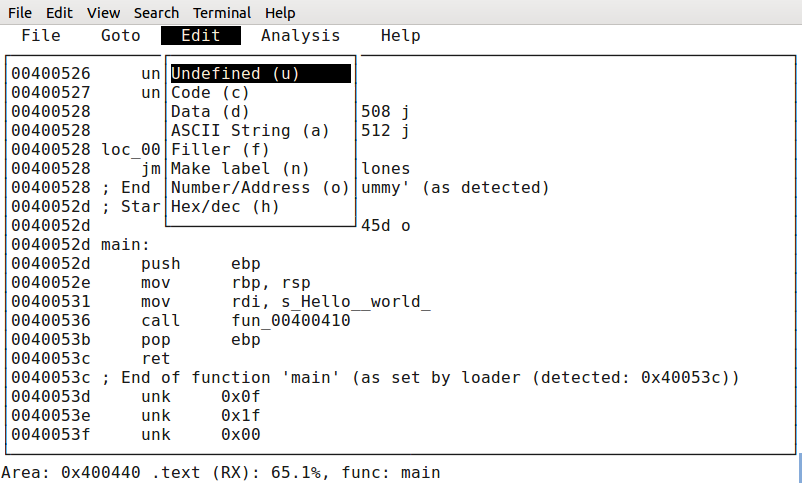 File Edit View Search Terminal Help
File Goto Edit Analysis Help
00400526 un Undefined (u)
00400527 un Code (c)
00400528 Data (d) 508 j
00400528 ASCII String (a) 512 j
00400528 loc_00 Filler (f)
00400528 jm Make label (n) lones
00400528 ; End Number/Address (o) ummy' (as detected)
0040052d ; Star Hex/dec (h)
0040052d 45d o
0040052d main:
0040052d push ebp
0040052e mov rbp, rsp
00400531 mov rdi, s_Hello__world_
00400536 call fun_00400410
0040053b pop ebp
0040053c ret
0040053c ; End of function 'main' (as set by loader (detected: 0x40053c))
0040053d unk 0x0f
0040053e unk 0x1f
0040053f unk 0x00
Area: 0x400440 .text (RX): 65.1%, func: main